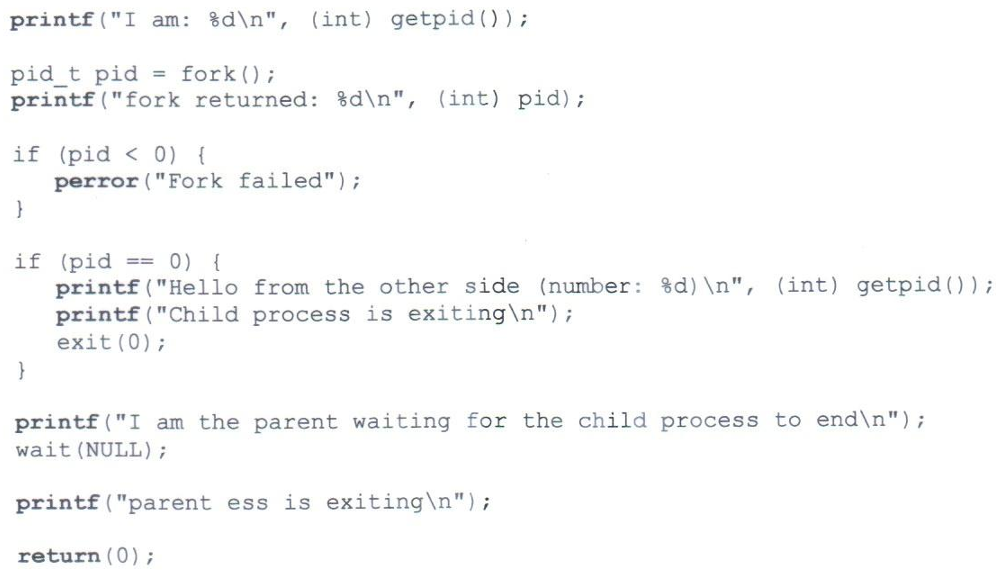 printf("I am: %d\n", (int) getpid());
pid_t pid = fork();
printf("fork returned: %d\n", (int) pid);
if (pid < 0) {
perror("Fork failed");
}
if (pid == 0) {
printf("Hello from the other side (number: %d)\n", (int) getpid());
printf("Child process is exiting\n");
exit(0);
}
printf("I am the parent waiting for the child process to end\n");
wait(NULL);
printf("parent ess is exiting\n");
return(0);